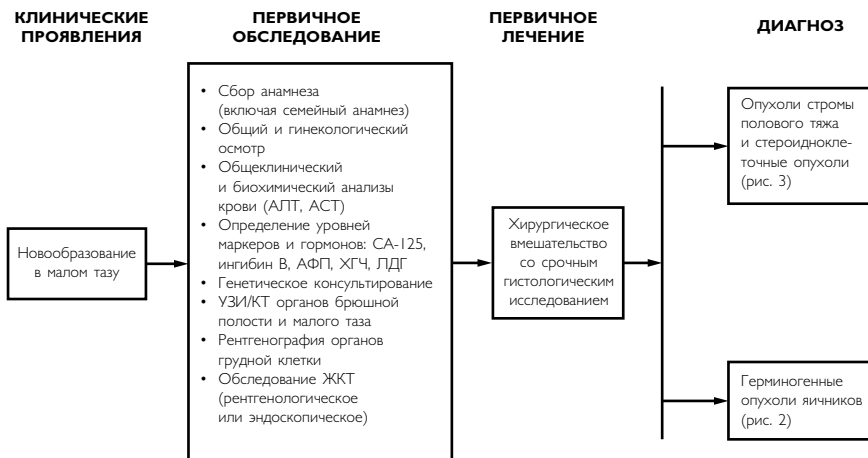 КЛИНИЧЕСКИЕ
ПРОЯВЛЕНИЯ
ПЕРВИЧНОЕ
ОБСЛЕДОВАНИЕ
ПЕРВИЧНОЕ
ЛЕЧЕНИЕ
ДИАГНОЗ
Новообразование
в малом тазу
• Сбор анамнеза
(включая семейный анамнез)
• Общий и гинекологический
осмотр
• Общеклинический
и биохимический анализы
крови (АЛТ, АСТ)
• Определение уровней
маркеров и гормонов: СА-125,
ингибин В, АФП, ХГЧ, ЛДГ
• Генетическое консультирование
• УЗИ/КТ органов брюшной
полости и малого таза
• Рентгенография органов
грудной клетки
• Обследование ЖКТ
(рентгенологическое
или эндоскопическое)
Хирургическое
вмешательство
со срочным
гистологическим
исследованием
Опухоли стромы
полового тяжа
и стероидрокле-
точные опухоли
(рис. 3)
Герминогенные
опухоли яичников
(рис. 2)